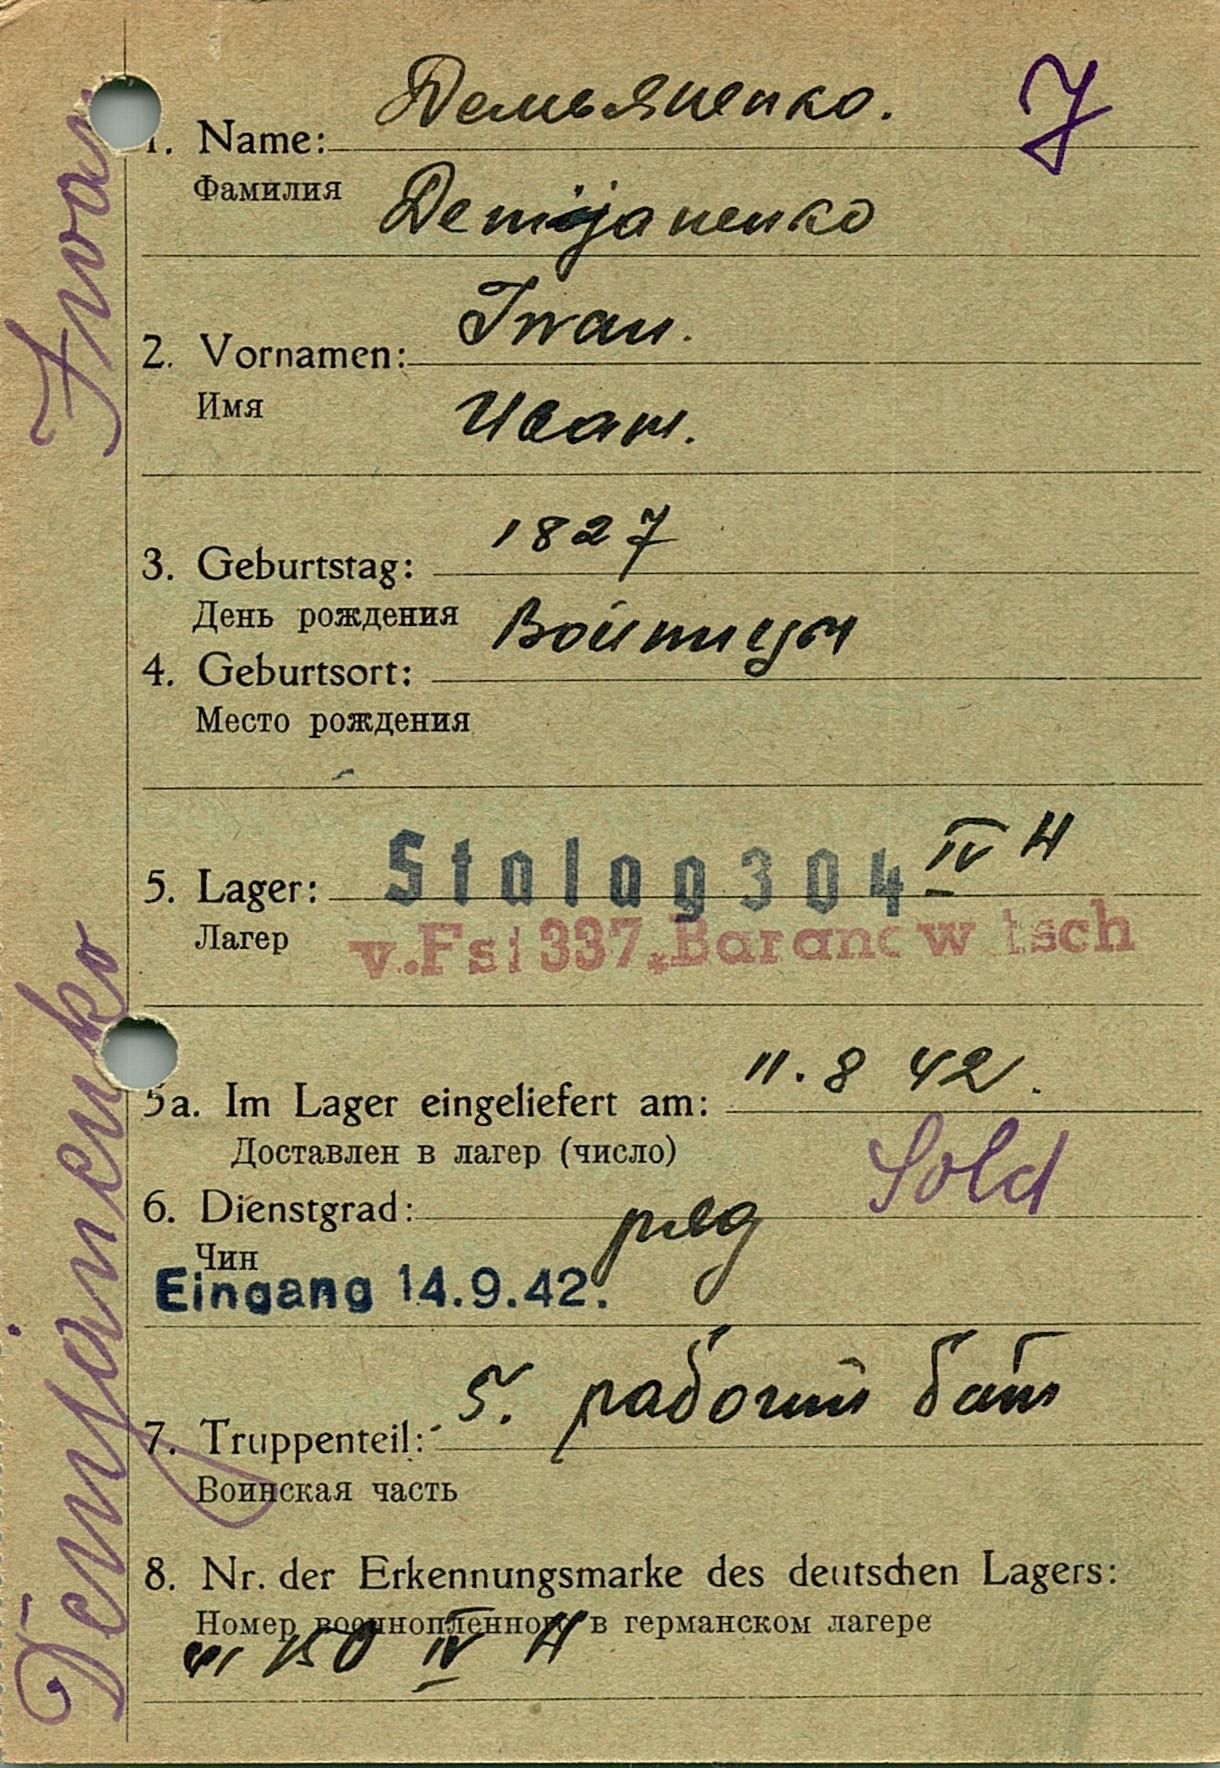 Демьяненко.
J
1. Name:
Фамилия
Demijanenko
Iwan.
2. Vornamen:
Имя
Иван.
1827
3. Geburtstag:
День рождения
4. Geburtsort:
Место рождения
Stalag 304 IV H
5. Lager:
Лагер
v. Fst 337. Baranowitsch
11. 8 42.
5a. Im Lager eingeliefert am:
Доставлен в лагер (число)
Sold
6. Dienstgrad:
ряд
Чин
Eingang 14.9.42.
5. рабочий бат
7. Truppenteil:
Воинская часть
8. Nr. der Erkennungsmarke des deutschen Lagers:
Номер военнопленного в германском лагере
IV H
Demjanenko Iwan